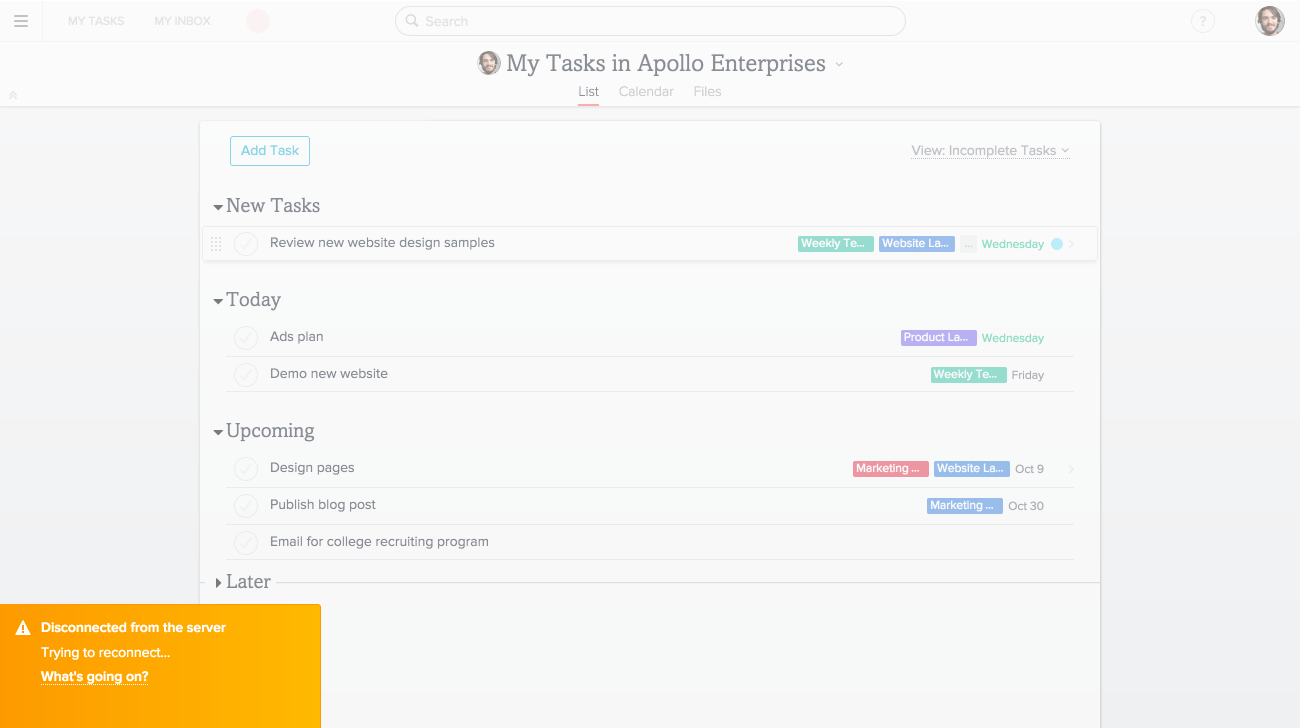 MY TASKS MY INBOX Search ?
My Tasks in Apollo Enterprises
List Calendar Files
Add Task View: Incomplete Tasks
New Tasks
Review new website design samples Weekly Te... Website La... ... Wednesday
Today
Ads plan Product La... Wednesday
Demo new website Weekly Te... Friday
Upcoming
Design pages Marketing ... Website La... Oct 9
Publish blog post Marketing ... Oct 30
Email for college recruiting program
Later
Disconnected from the server
Trying to reconnect...
What's going on?